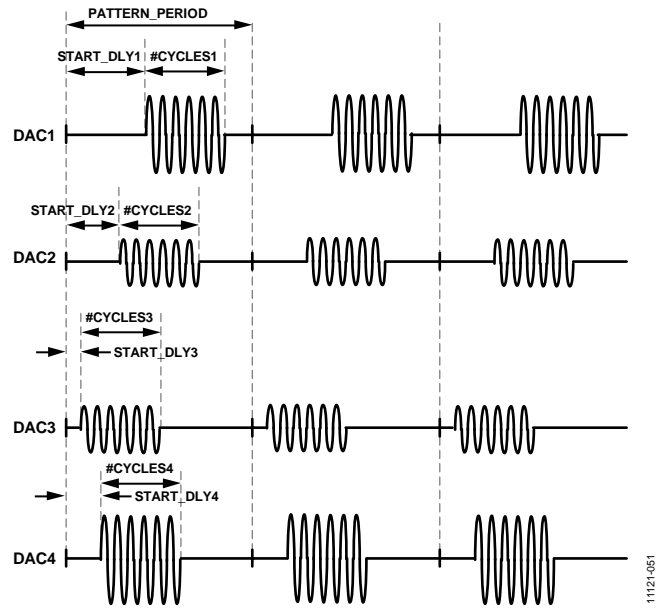 PATTERN_PERIOD
START_DLY1 #CYCLES1
DAC1
START_DLY2 #CYCLES2
DAC2
#CYCLES3
START_DLY3
DAC3
#CYCLES4
START_DLY4
DAC4
11121-051